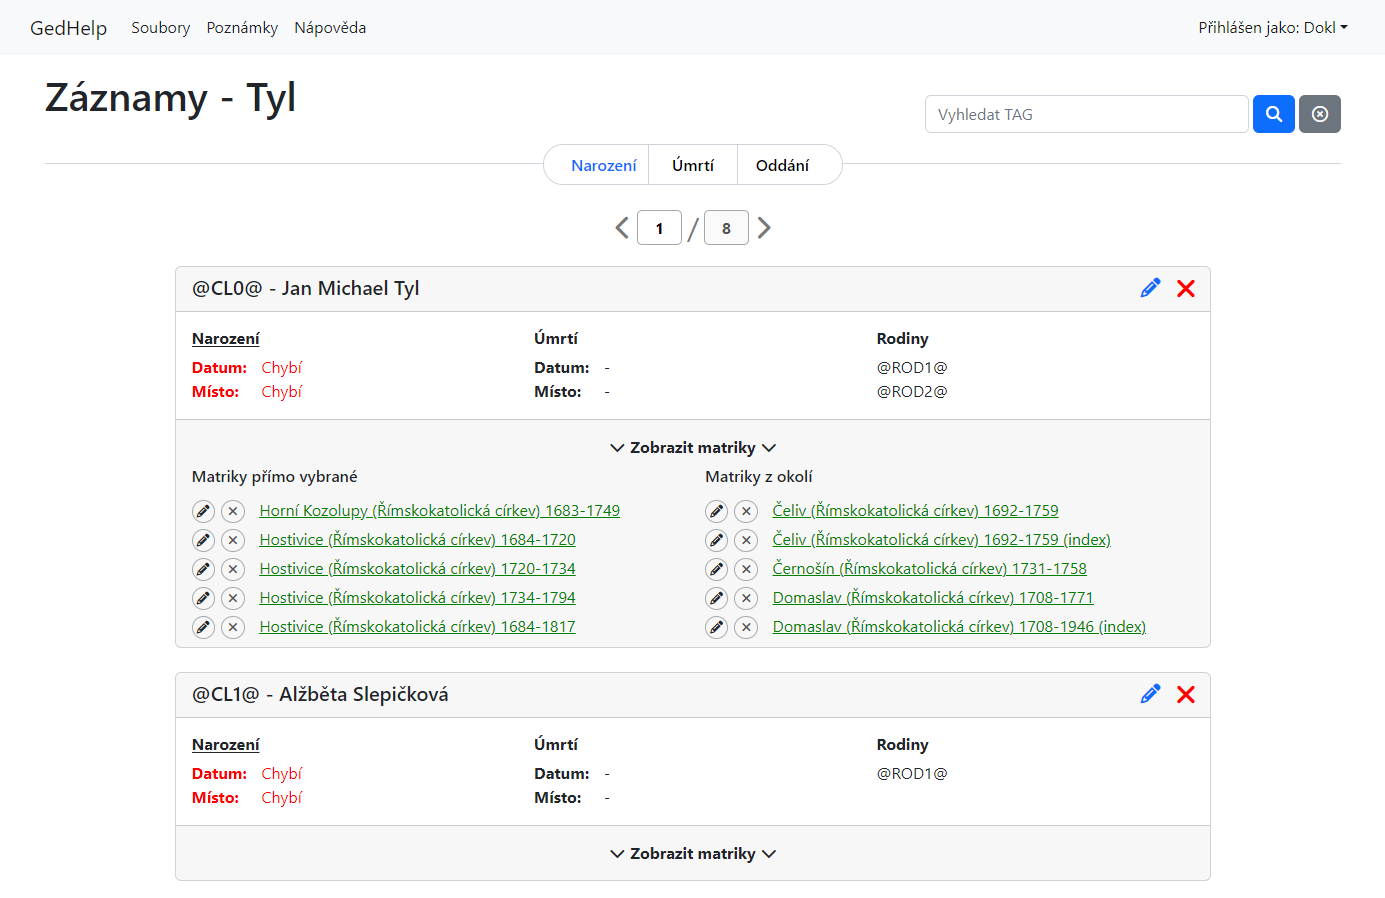 GedHelp Soubory Poznámky Nápověda Přihlášen jako: Dokl
Záznamy - Tyl
Vyhledat TAG
Narození Úmrtí Oddání
1 / 8
@CL0@ - Jan Michael Tyl
Narození Úmrtí Rodiny
Datum: Chybí Datum: - @ROD1@
Místo: Chybí Místo: - @ROD2@
Zobrazit matriky
Matriky přímo vybrané Matriky z okolí
Horní Kozolupy (Římskokatolická církev) 1683-1749 Čeliv (Římskokatolická církev) 1692-1759
Hostivice (Římskokatolická církev) 1684-1720 Čeliv (Římskokatolická církev) 1692-1759 (index)
Hostivice (Římskokatolická církev) 1720-1734 Černošín (Římskokatolická církev) 1731-1758
Hostivice (Římskokatolická církev) 1734-1794 Domaslav (Římskokatolická církev) 1708-1771
Hostivice (Římskokatolická církev) 1684-1817 Domaslav (Římskokatolická církev) 1708-1946 (index)
@CL1@ - Alžběta Slepičková
Narození Úmrtí Rodiny
Datum: Chybí Datum: - @ROD1@
Místo: Chybí Místo: -
Zobrazit matriky